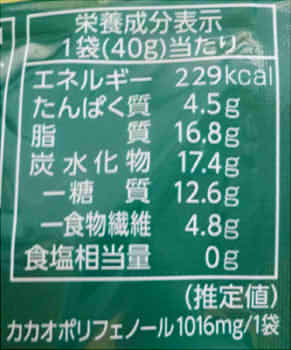 栄養成分表示
1袋(40g)当たり
エネルギー 229kcal
たんぱく質 4.5g
脂質 16.8g
炭水化物 17.4g
－糖質 12.6g
－食物繊維 4.8g
食塩相当量 0g
(推定値)
カカオポリフェノール1016mg/1袋